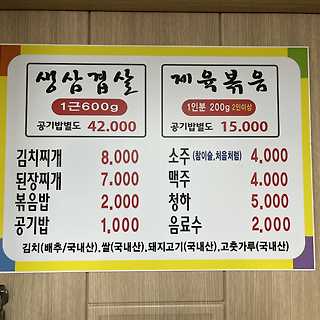 생삼겹살
1근600g
공기밥별도 42.000
제육볶음
1인분 200g 2인이상
공기밥별도 15.000
김치찌개 8,000
된장찌개 7.000
볶음밥 2,000
공기밥 1,000
소주 (참이슬,처음처럼) 4,000
맥주 4.000
청하 5,000
음료수 2,000
김치(배추/국내산).쌀(국내산).돼지고기(국내산).고춧가루(국내산)